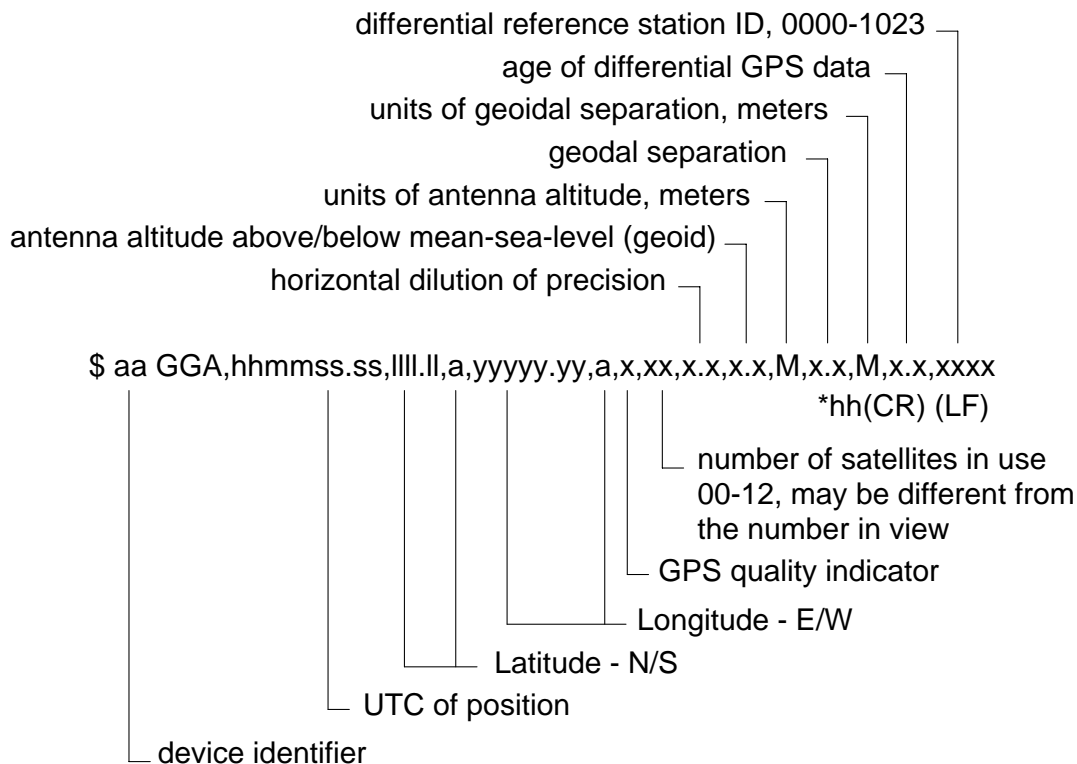 differential reference station ID, 0000-1023
age of differential GPS data
units of geoidal separation, meters
geodal separation
units of antenna altitude, meters
antenna altitude above/below mean-sea-level (geoid)
horizontal dilution of precision
$ aa GGA,hhmmss.ss,llll.ll,a,yyyyy.yy,a,x,xx,x.x,x.x,M,x.x,M,x.x,xxxx
*hh(CR) (LF)
number of satellites in use
00-12, may be different from
the number in view
GPS quality indicator
Longitude - E/W
Latitude - N/S
UTC of position
device identifier